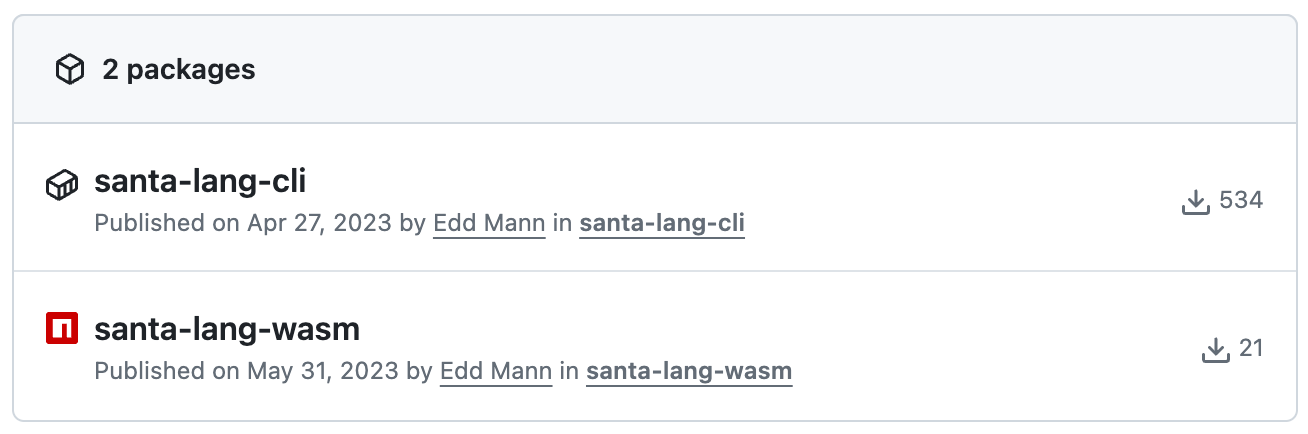 2 packages
santa-lang-cli
Published on Apr 27, 2023 by Edd Mann in santa-lang-cli
534
santa-lang-wasm
Published on May 31, 2023 by Edd Mann in santa-lang-wasm
21